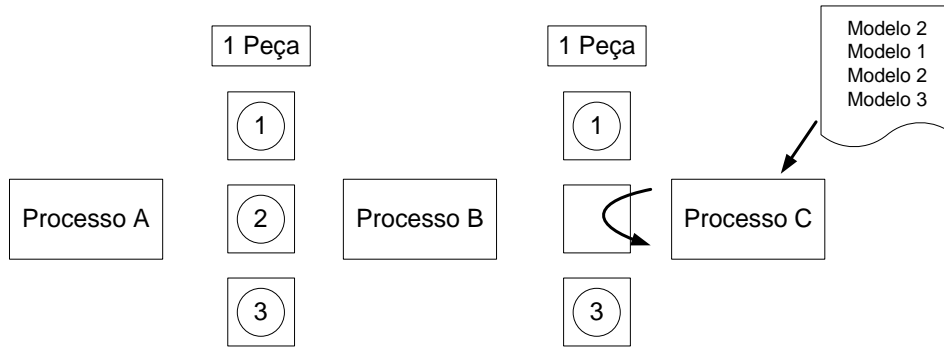 1 Peça
1 Peça
Modelo 2
Modelo 1
Modelo 2
Modelo 3
1
1
Processo A
2
Processo B
Processo C
3
3